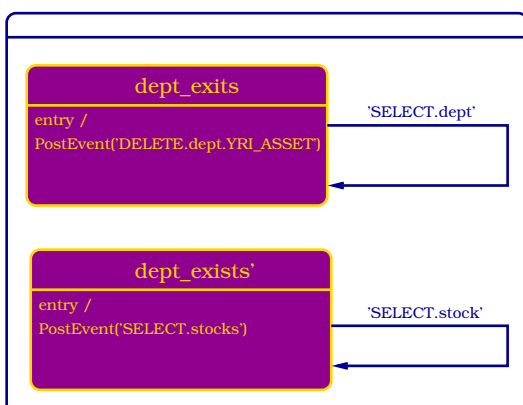 dept_exits
entry /
PostEvent('DELETE.dept.YRI_ASSET')
'SELECT.dept'
dept_exists'
entry /
PostEvent('SELECT.stocks')
'SELECT.stock'